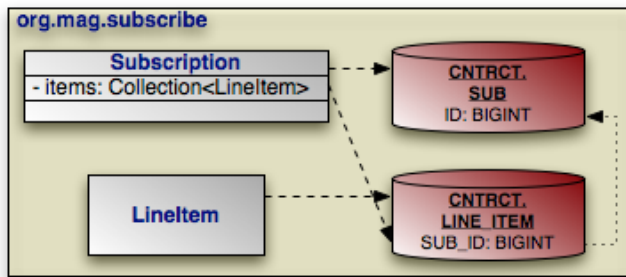 org.mag.subscribe
Subscription
- items: Collection<LineItem>
CNTRCT.
SUB
ID: BIGINT
LineItem
CNTRCT.
LINE_ITEM
SUB_ID: BIGINT